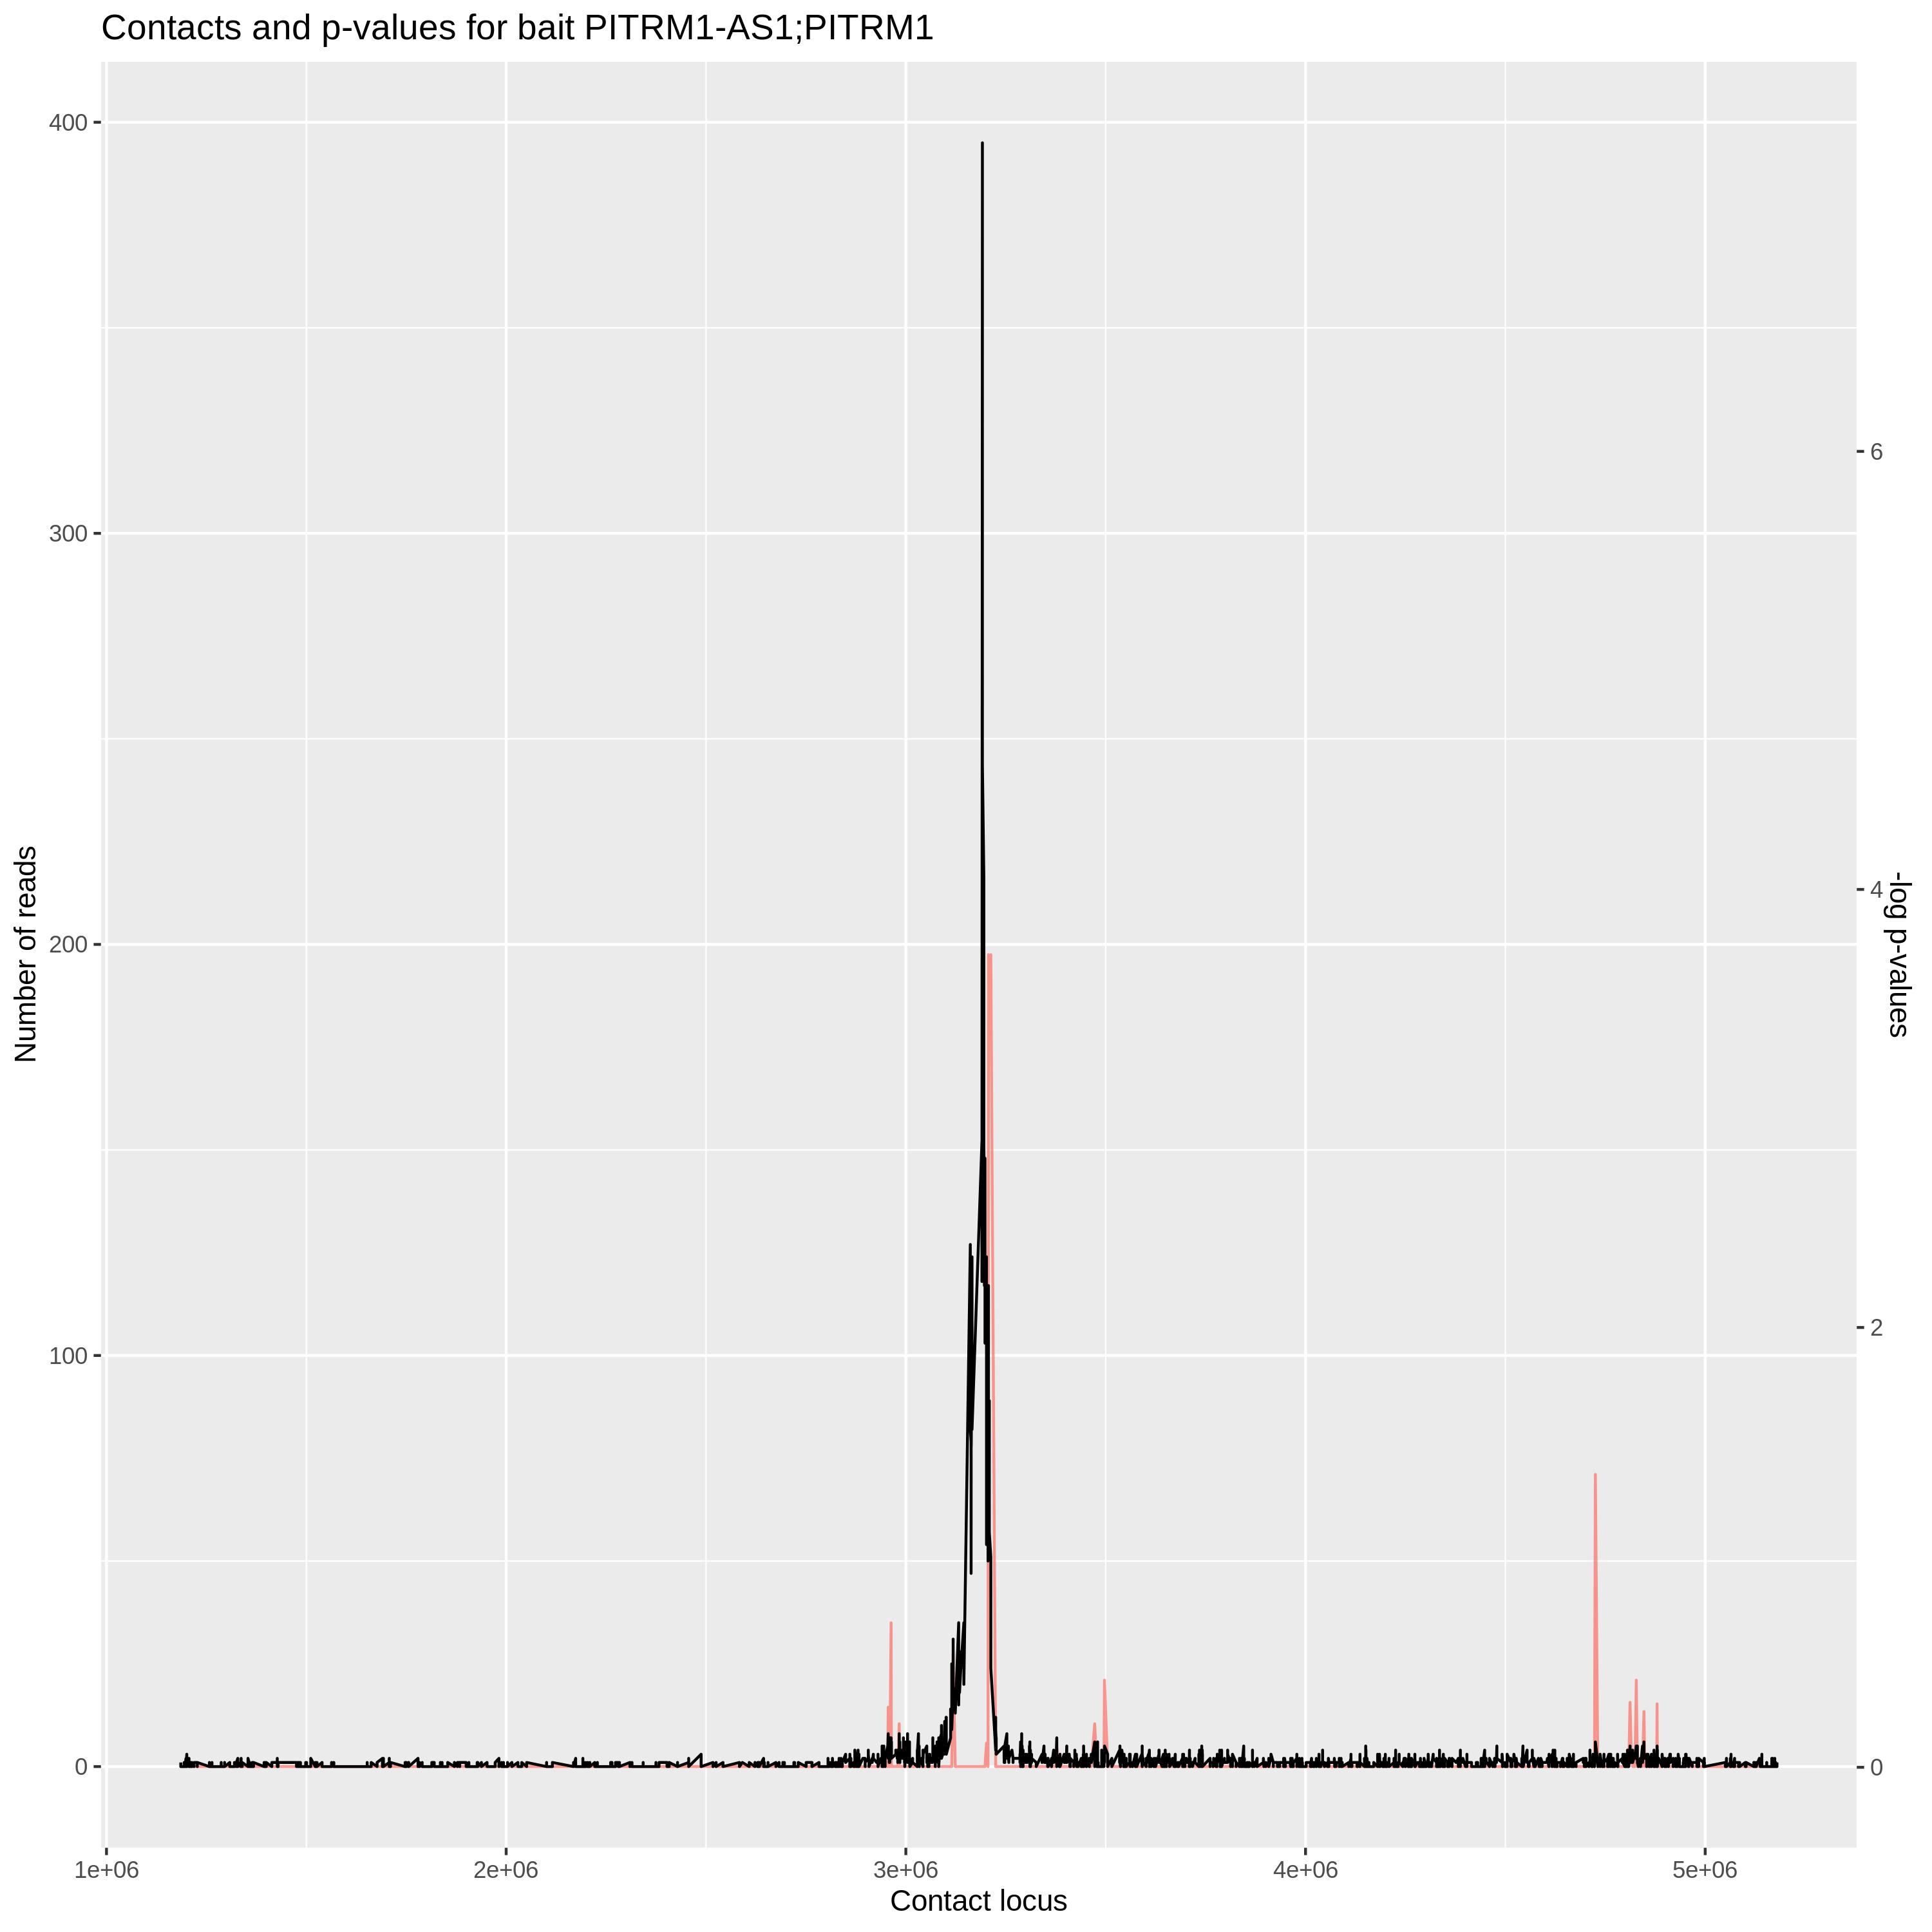 Contacts and p-values for bait PITRM1-AS1;PITRM1
400
300
200
100
0
Number of reads
6
4
2
0
-log p-values
1e+06 2e+06 3e+06 4e+06 5e+06
Contact locus